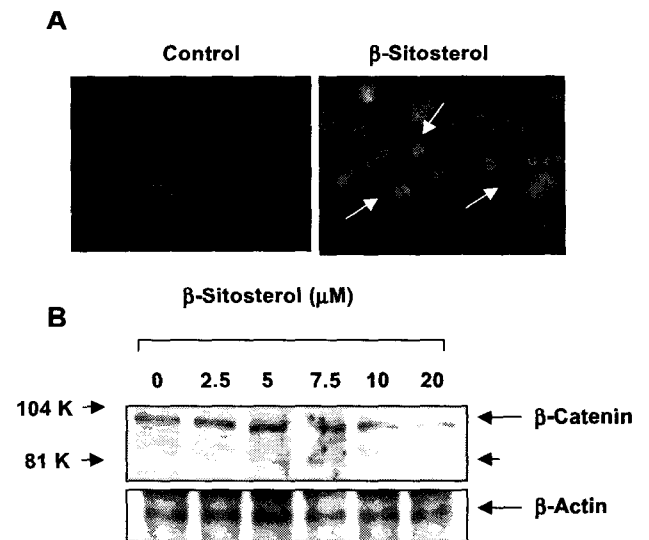 A
Control β-Sitosterol
β-Sitosterol (μM)
B
0 2.5 5 7.5 10 20
104 K
β-Catenin
81 K
β-Actin